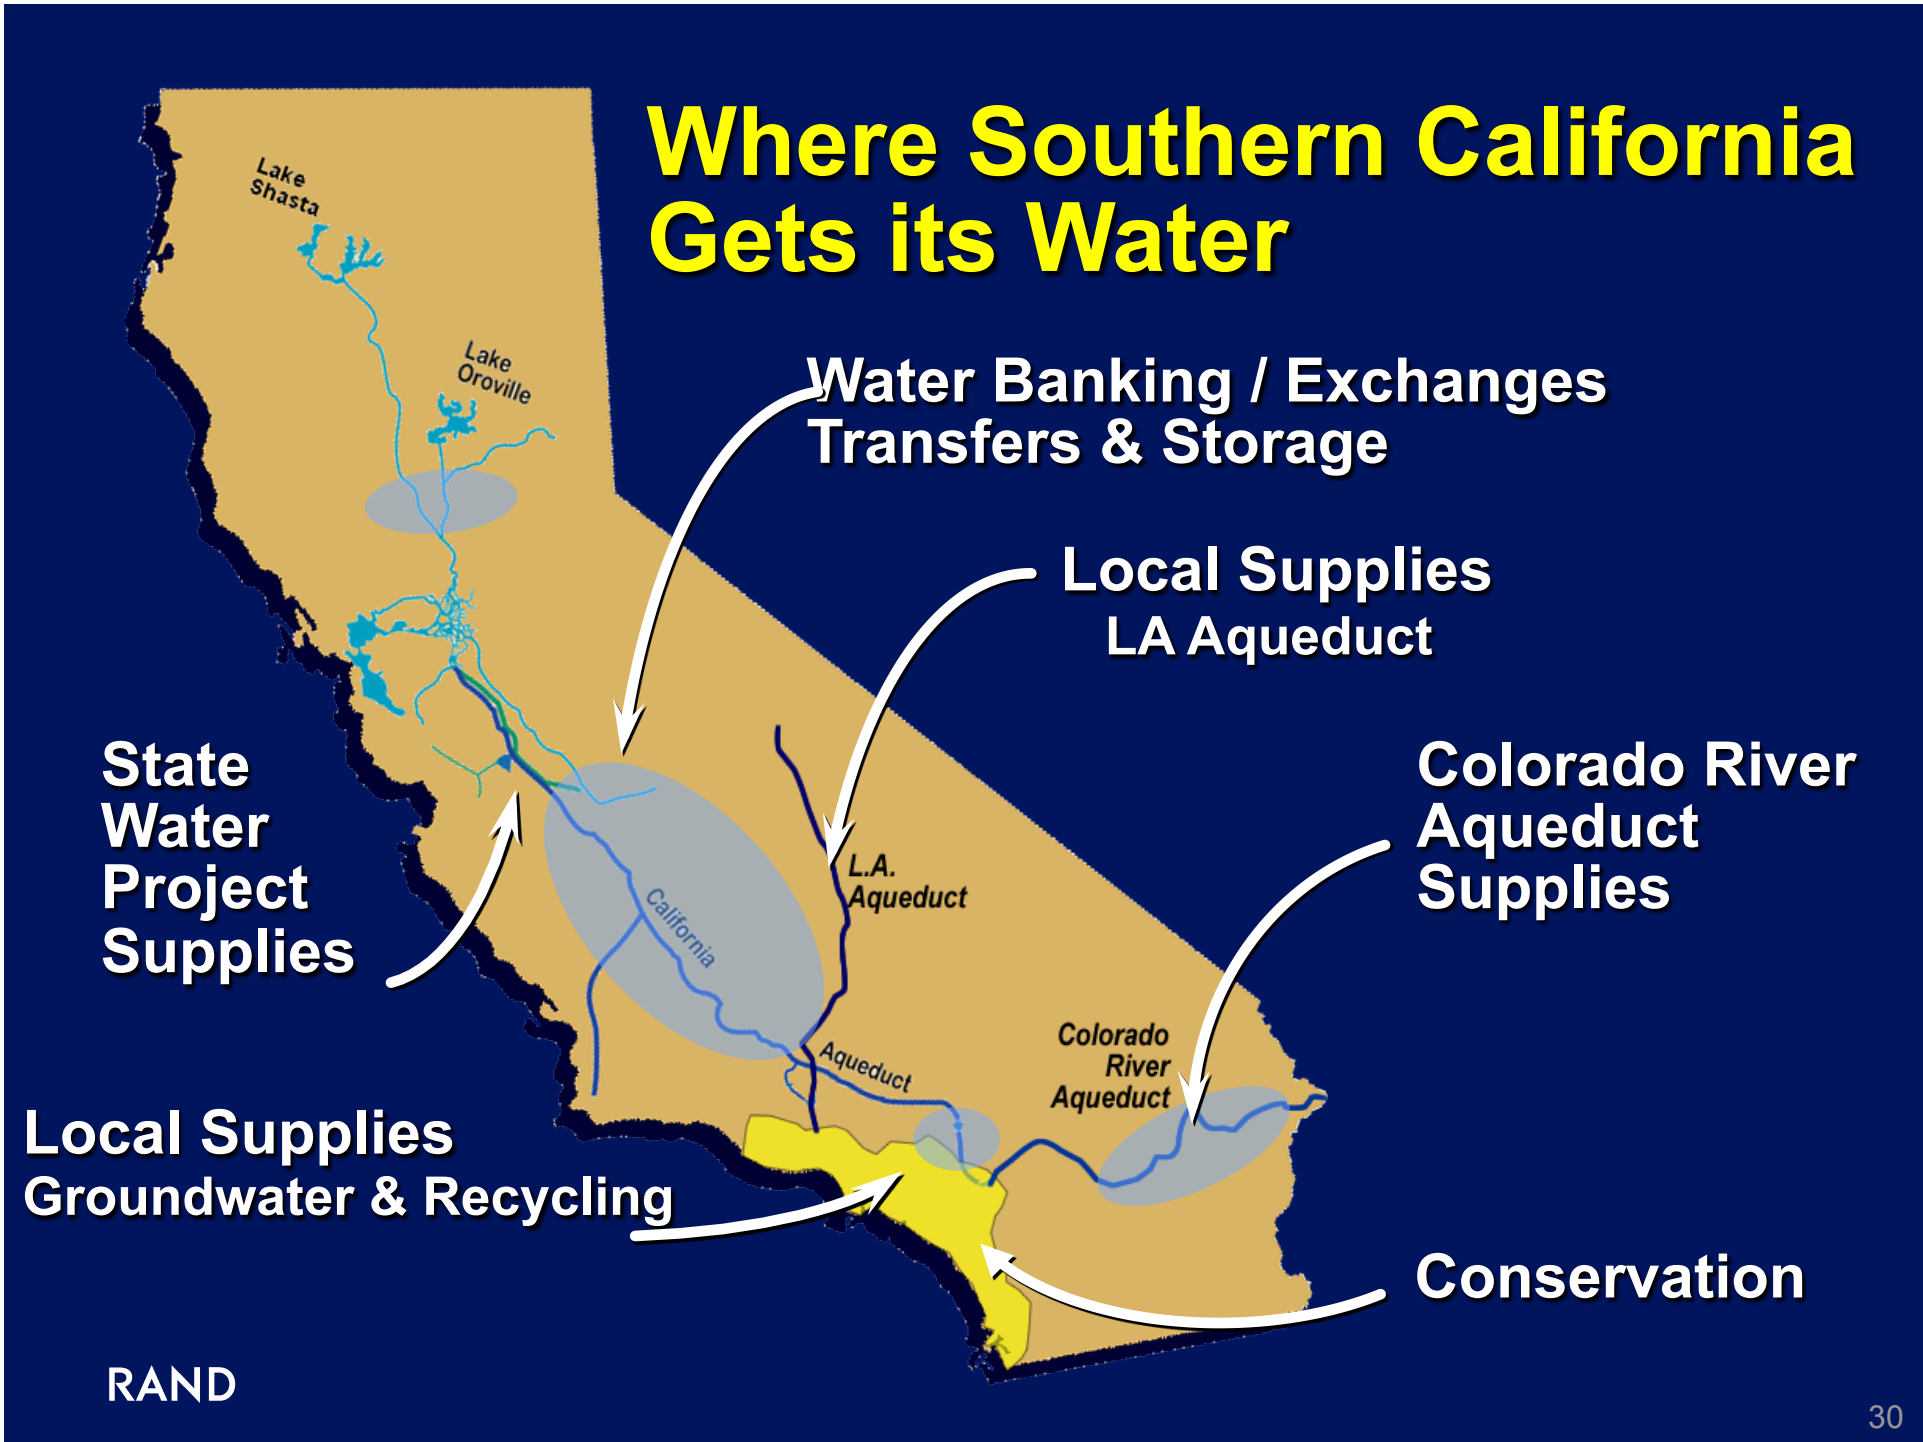 Where Southern California
Gets its Water
Lake
Shasta
Lake
Oroville
Water Banking / Exchanges
Transfers & Storage
Local Supplies
LA Aqueduct
State
Water
Project
Supplies
Colorado River
Aqueduct
Supplies
L.A.
Aqueduct
California
Aqueduct
Colorado
River
Aqueduct
Local Supplies
Groundwater & Recycling
Conservation
RAND
30